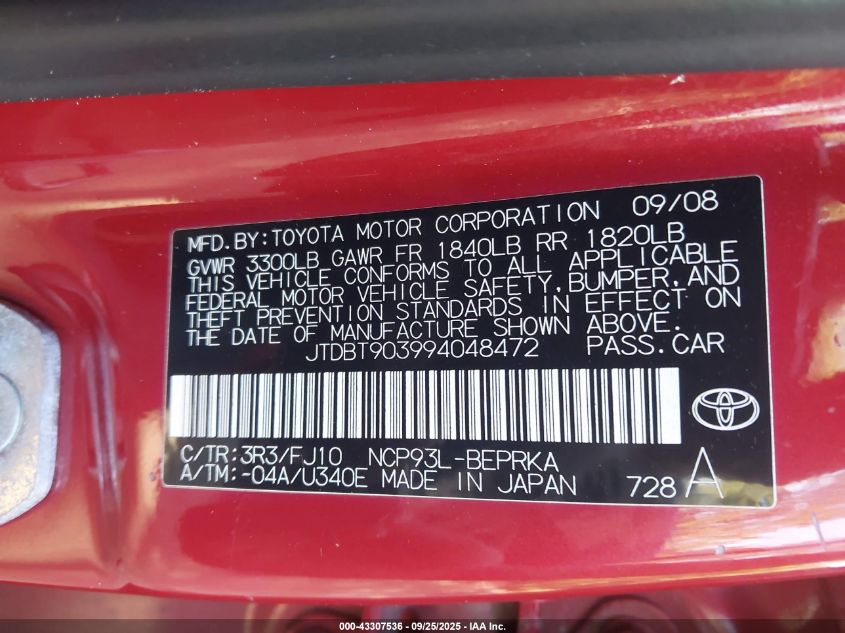 MFD. BY: TOYOTA MOTOR CORPORATION 09/08
GVWR 3300LB GAWR FR 1840LB RR 1820LB
THIS VEHICLE CONFORMS TO ALL APPLICABLE
FEDERAL MOTOR VEHICLE SAFETY, BUMPER, AND
THEFT PREVENTION STANDARDS IN EFFECT ON
THE DATE OF MANUFACTURE SHOWN ABOVE.
JTDBT903994048472 PASS. CAR
C/TR: 3R3/FJ10 NCP93L-BEPRKA
A/TM: -04A/U340E MADE IN JAPAN 728 A
000-43307536 - 09/25/2025 - IAA Inc.